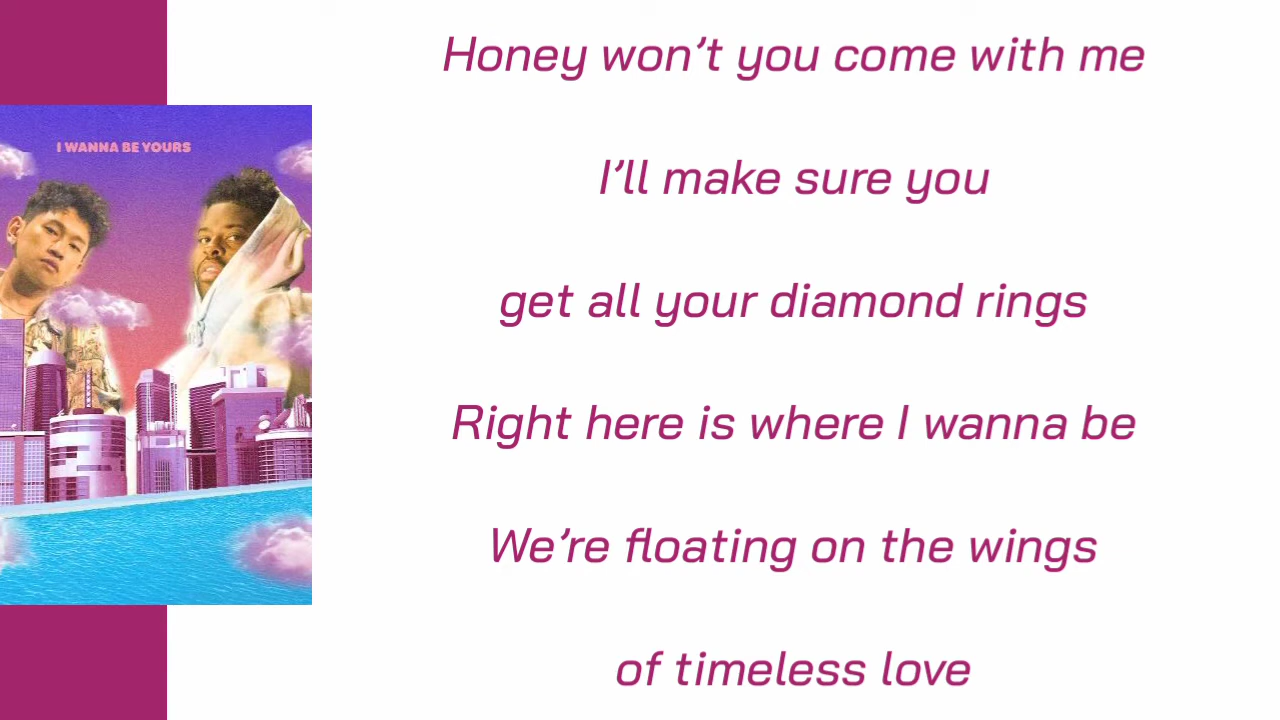 I WANNA BE YOURS
Honey won’t you come with me
I’ll make sure you
get all your diamond rings
Right here is where I wanna be
We’re floating on the wings
of timeless love